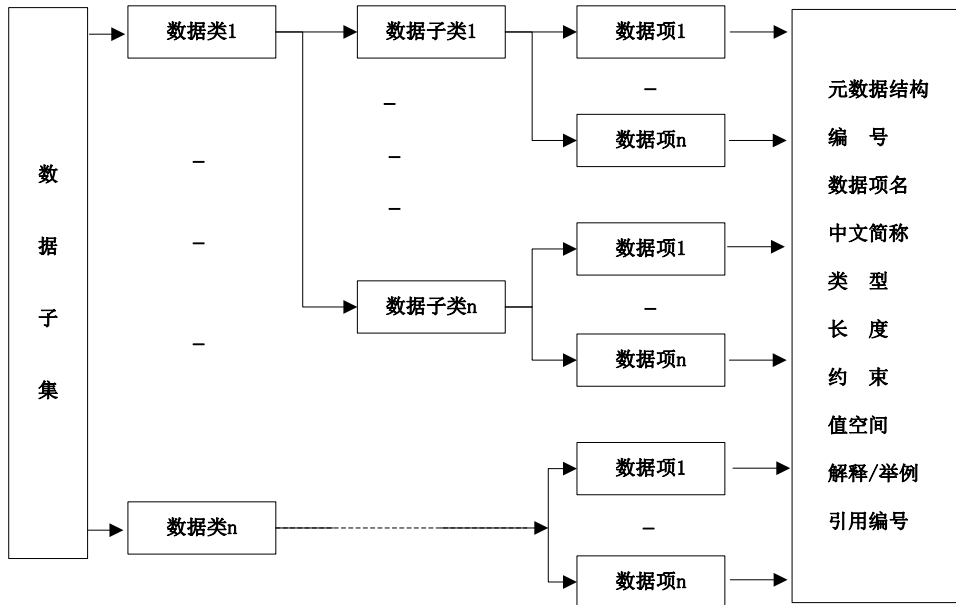 数据子集
数据类1
数据子类1
数据项1
数据项n
数据子类n
数据项1
数据项n
数据类n
数据项1
数据项n
元数据结构
编 号
数据项名
中文简称
类 型
长 度
约 束
值空间
解释/举例
引用编号